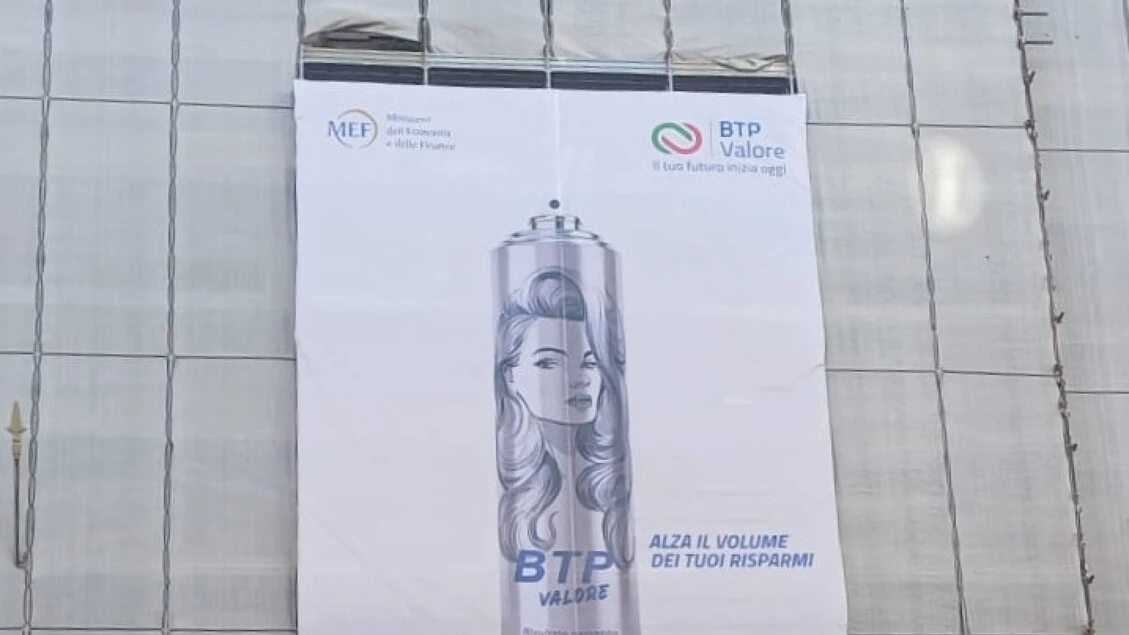 MEF
Ministero
dell'Economia
e delle Finanze
BTP
Valore
Il tuo futuro inizia oggi
ALZA IL VOLUME
DEI TUOI RISPARMI
BTP
VALORE